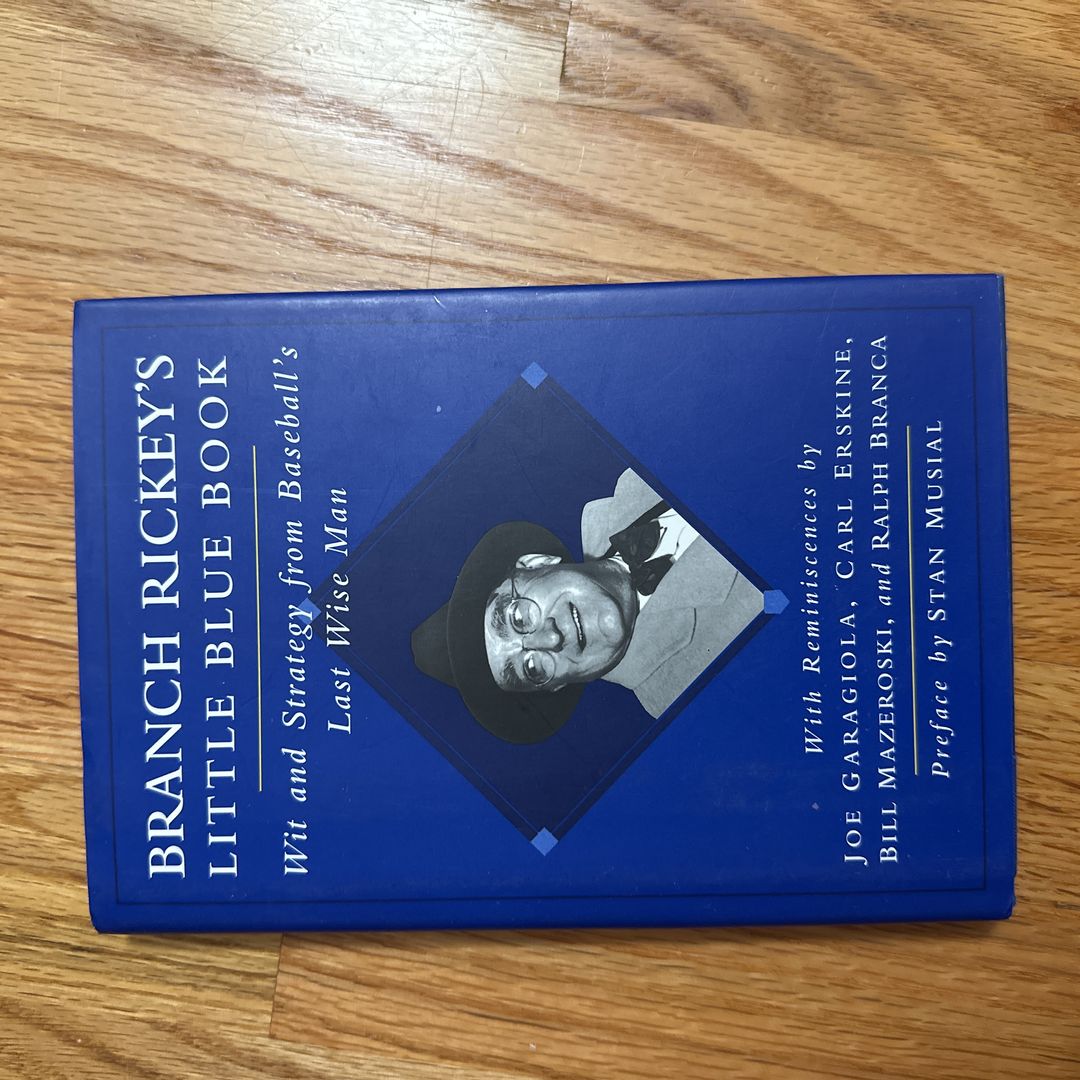 BRANCH RICKEY'S
LITTLE BLUE BOOK
Wit and Strategy from Baseball's
Last Wise Man
With Reminiscences by
JOE GARAGIOLA, CARL ERSKINE,
BILL MAZEROSKI, and RALPH BRANCA
Preface by STAN MUSIAL